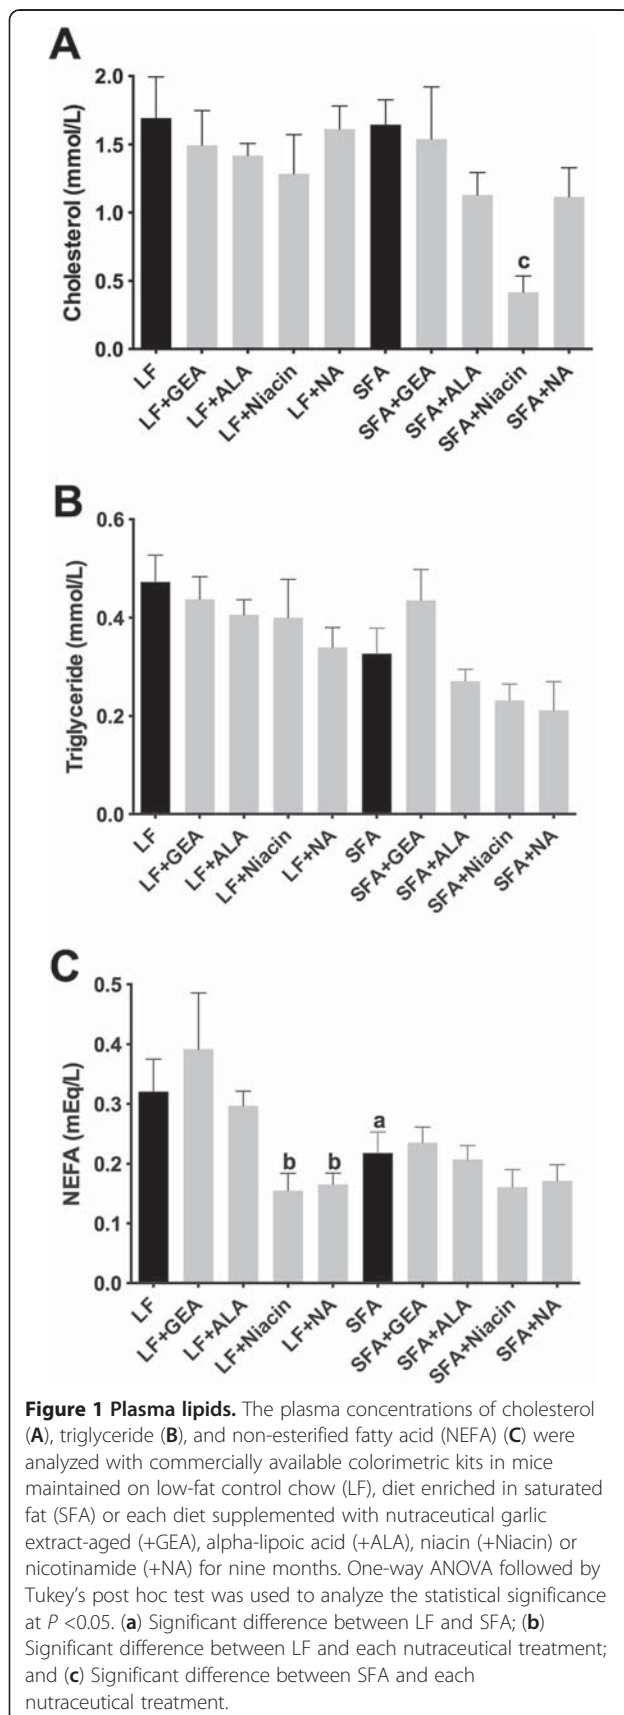 A
Cholesterol (mmol/L)
2.0
1.5
1.0
0.5
0.0
c
LF
LF+GEA
LF+ALA
LF+Niacin
LF+NA
SFA
SFA+GEA
SFA+ALA
SFA+Niacin
SFA+NA
B
Triglyceride (mmol/L)
0.6
0.4
0.2
0.0
LF
LF+GEA
LF+ALA
LF+Niacin
LF+NA
SFA
SFA+GEA
SFA+ALA
SFA+Niacin
SFA+NA
C
NEFA (mEq/L)
0.5
0.4
0.3
0.2
0.1
0.0
b
b
a
LF
LF+GEA
LF+ALA
LF+Niacin
LF+NA
SFA
SFA+GEA
SFA+ALA
SFA+Niacin
SFA+NA
Figure 1 Plasma lipids. The plasma concentrations of cholesterol
(A), triglyceride (B), and non-esterified fatty acid (NEFA) (C) were
analyzed with commercially available colorimetric kits in mice
maintained on low-fat control chow (LF), diet enriched in saturated
fat (SFA) or each diet supplemented with nutraceutical garlic
extract-aged (+GEA), alpha-lipoic acid (+ALA), niacin (+Niacin) or
nicotinamide (+NA) for nine months. One-way ANOVA followed by
Tukey's post hoc test was used to analyze the statistical significance
at P <0.05. (a) Significant difference between LF and SFA; (b)
Significant difference between LF and each nutraceutical treatment;
and (c) Significant difference between SFA and each
nutraceutical treatment.